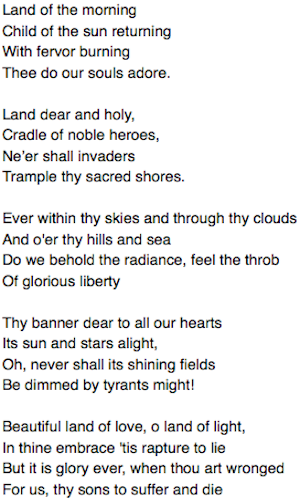 Land of the morning
Child of the sun returning
With fervor burning
Thee do our souls adore.

Land dear and holy,
Cradle of noble heroes,
Ne'er shall invaders
Trample thy sacred shores.

Ever within thy skies and through thy clouds
And o'er thy hills and sea
Do we behold the radiance, feel the throb
Of glorious liberty

Thy banner dear to all our hearts
Its sun and stars alight,
Oh, never shall its shining fields
Be dimmed by tyrants might!

Beautiful land of love, o land of light,
In thine embrace 'tis rapture to lie
But it is glory ever, when thou art wronged
For us, thy sons to suffer and die